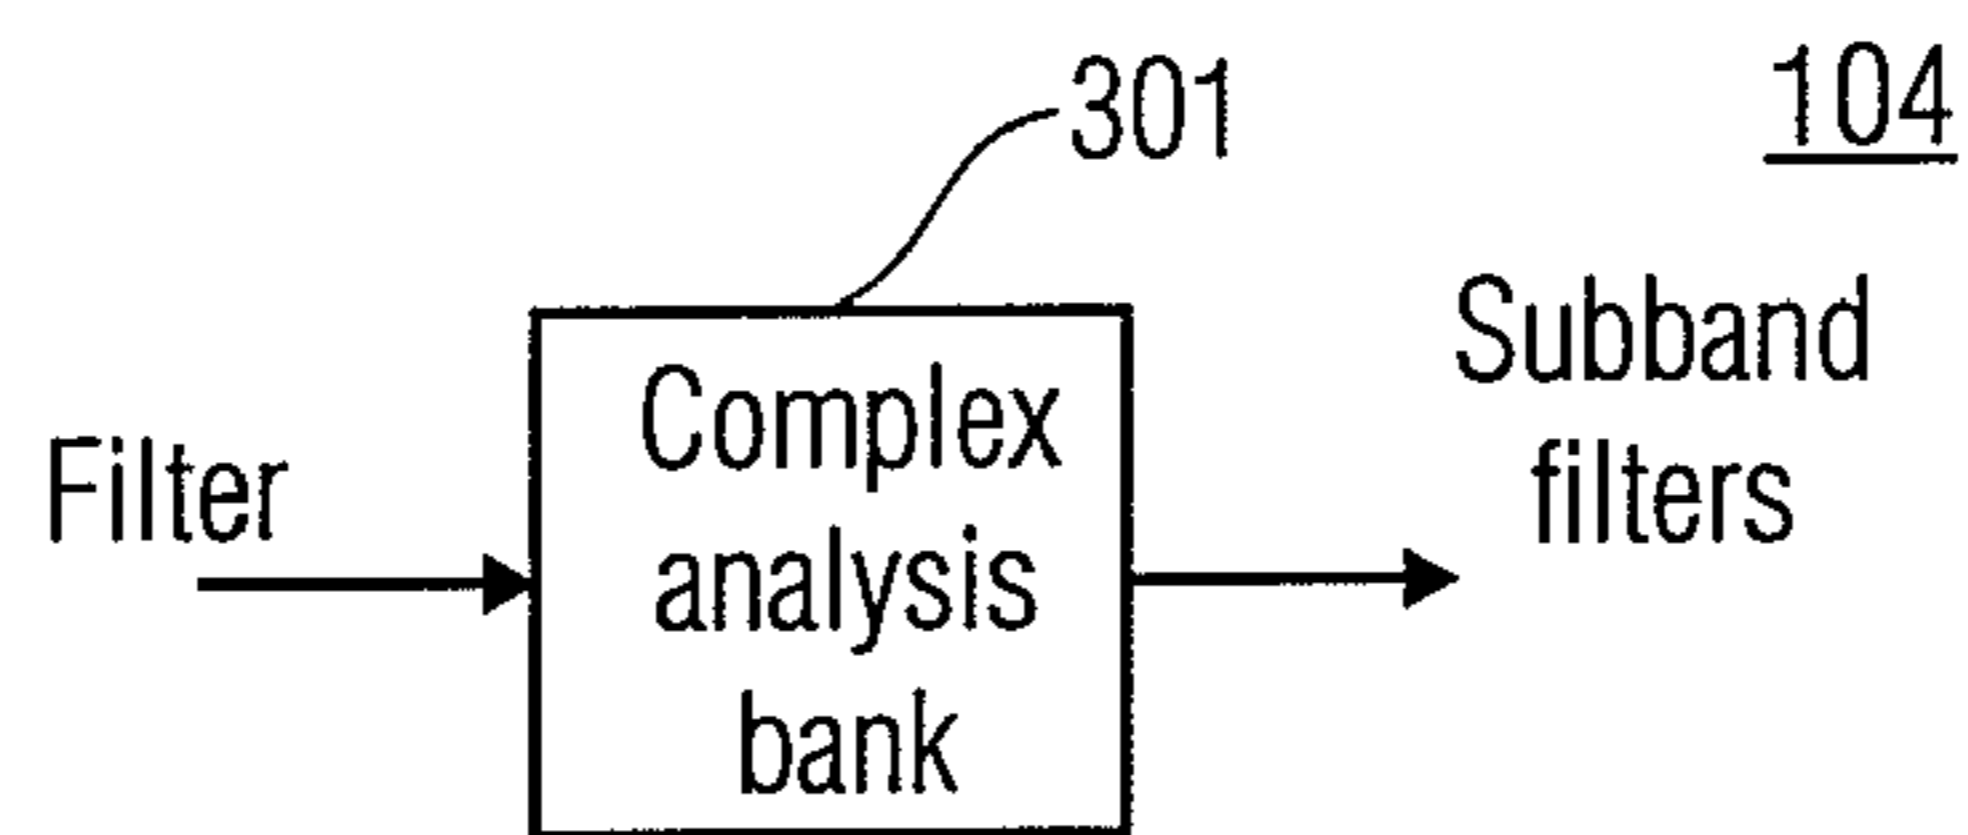 301
104
Filter
Complex
analysis
bank
Subband
filters